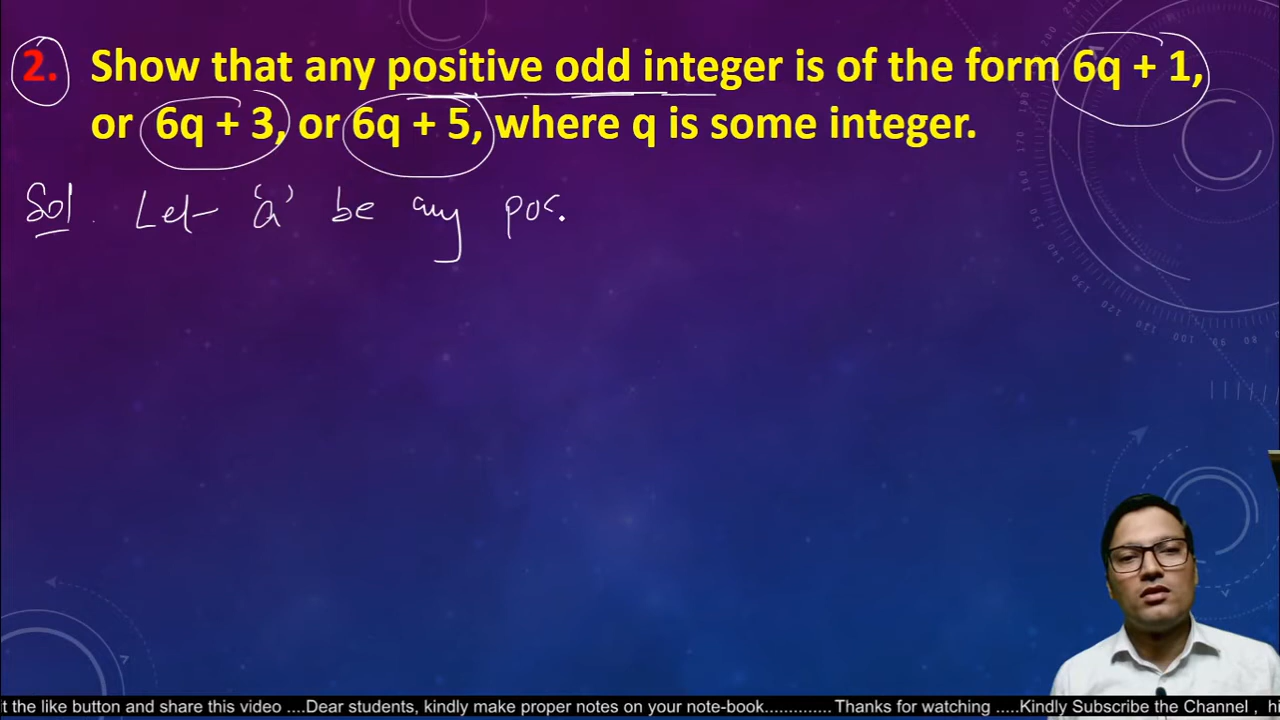 2. Show that any positive odd integer is of the form 6q + 1,
or 6q + 3, or 6q + 5, where q is some integer.
Sol. Let 'a' be any pos.
t the like button and share this video ....Dear students, kindly make proper notes on your note-book.............. Thanks for watching .....Kindly Subscribe the Channel , h